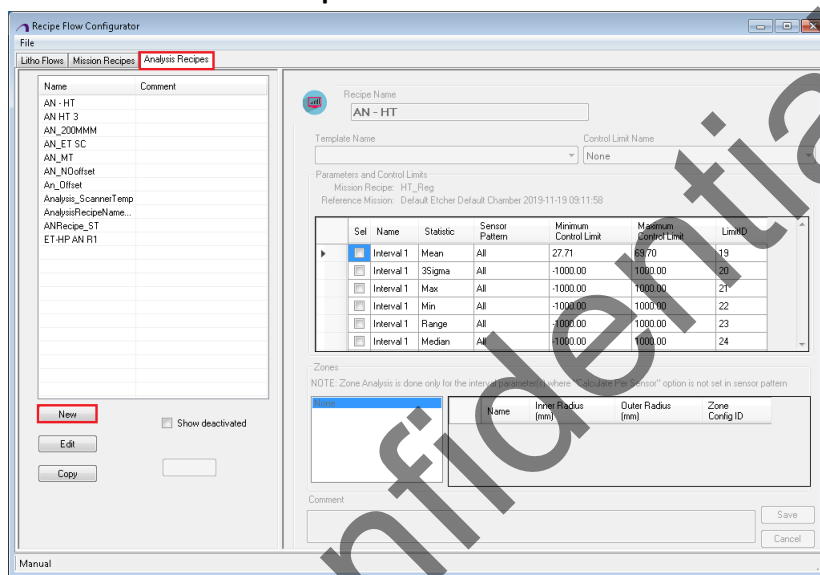 Recipe Flow Configurator
File
Litho Flows Mission Recipes Analysis Recipes
Name Comment
AN - HT
AN HT 3
AN_200MMM
AN_ET SC
AN_MT
AN_NOoffset
An_Offset
Analysis_ScannerTemp
AnalysisRecipeName...
ANRecipe_ST
ET-HP AN R1
New
Show deactivated
Edit
Copy
Recipe Name
AN - HT
Template Name Control Limit Name
None
Parameters and Control Limits
Mission Recipe: HT_Reg
Reference Mission: Default Etcher Default Chamber 2019-11-19 09:11:58
Sel Name Statistic Sensor Pattern Minimum Control Limit Maximum Control Limit LimitID
Interval 1 Mean All 27.71 69.70 19
Interval 1 3Sigma All -1000.00 1000.00 20
Interval 1 Max All -1000.00 1000.00 21
Interval 1 Min All -1000.00 1000.00 22
Interval 1 Range All -1000.00 1000.00 23
Interval 1 Median All -1000.00 1000.00 24
Zones
NOTE: Zone Analysis is done only for the interval parameter(s) where "Calculate Per Sensor" option is not set in sensor pattern
None
Name Inner Radius (mm) Outer Radius (mm) Zone Config ID
Comment
Save
Cancel
Manual